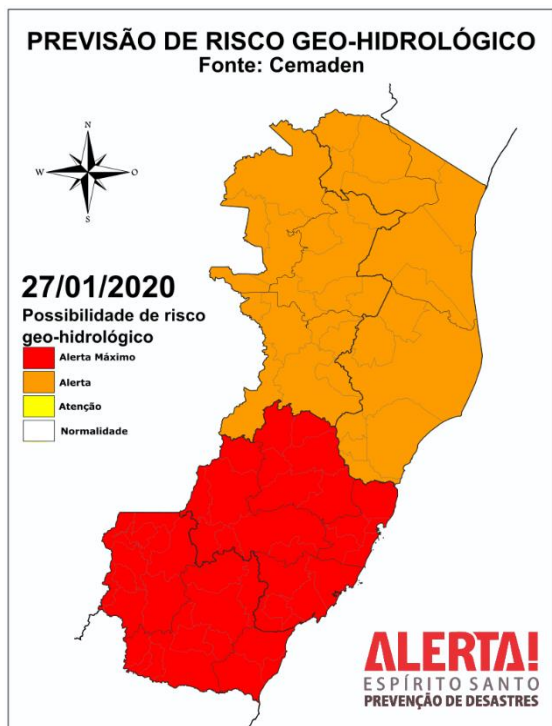 PREVISÃO DE RISCO GEO-HIDROLÓGICO
Fonte: Cemaden
N
W
O
S
27/01/2020
Possibilidade de risco
geo-hidrológico
Alerta Máximo
Alerta
Atenção
Normalidade
ALERTA!
ESPÍRITO SANTO
PREVENÇÃO DE DESASTRES